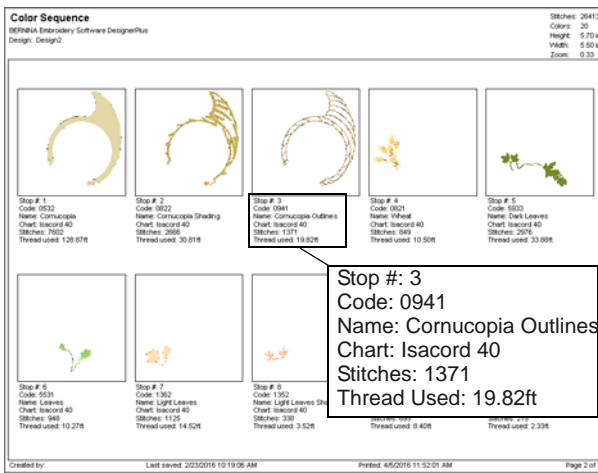 Color Sequence
BERNINA Embroidery Software DesignerPlus
Design: Design2
Stitches: 26413
Colors: 20
Height: 5.70 i
Width: 5.50 i
Zoom: 0.33
Stop #: 1
Code: 0532
Name: Cornucopia
Chart: Isacord 40
Stitches: 7602
Thread used: 128.67ft
Stop #: 2
Code: 0822
Name: Cornucopia Shading
Chart: Isacord 40
Stitches: 2666
Thread used: 30.81ft
Stop #: 3
Code: 0941
Name: Cornucopia Outlines
Chart: Isacord 40
Stitches: 1371
Thread used: 19.82ft
Stop #: 4
Code: 0821
Name: Wheat
Chart: Isacord 40
Stitches: 849
Thread used: 10.50ft
Stop #: 5
Code: 5933
Name: Dark Leaves
Chart: Isacord 40
Stitches: 2976
Thread used: 33.88ft
Stop #: 3
Code: 0941
Name: Cornucopia Outlines
Chart: Isacord 40
Stitches: 1371
Thread Used: 19.82ft
Stop #: 6
Code: 5531
Name: Leaves
Chart: Isacord 40
Stitches: 948
Thread used: 10.27ft
Stop #: 7
Code: 1362
Name: Light Leaves
Chart: Isacord 40
Stitches: 1125
Thread used: 14.52ft
Stop #: 8
Code: 1352
Name: Light Leaves Sh
Chart: Isacord 40
Stitches: 338
Thread used: 3.52ft
Thread used: 8.40ft
Thread used: 2.33ft
Created by:
Last saved: 2/23/2016 10:19:06 AM
Printed: 4/5/2016 11:52:01 AM
Page 2 of